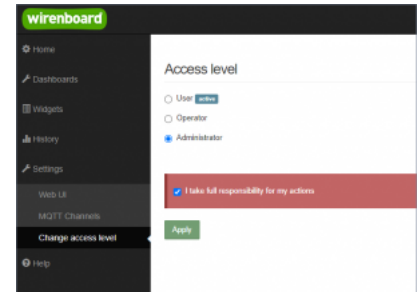 wirenboard
Home
Dashboards
Widgets
History
Settings
Web UI
MQTT Channels
Change access level
Help
Access level
User active
Operator
Administrator
I take full responsibility for my actions
Apply